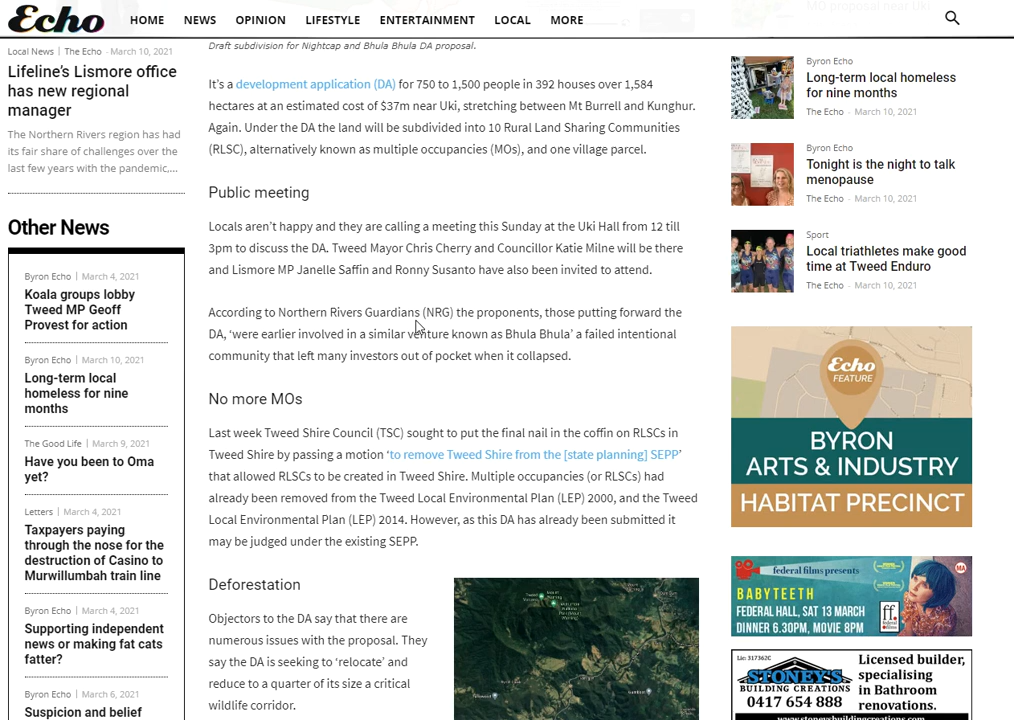 Echo
HOME
NEWS
OPINION
LIFESTYLE
ENTERTAINMENT
LOCAL
MORE
Local News | The Echo - March 10, 2021
Lifeline's Lismore office
has new regional
manager
The Northern Rivers region has had
its fair share of challenges over the
last few years with the pandemic,...
Other News
Byron Echo | March 4, 2021
Koala groups lobby
Tweed MP Geoff
Provest for action
Byron Echo | March 10, 2021
Long-term local
homeless for nine
months
The Good Life | March 9, 2021
Have you been to Oma
yet?
Letters | March 4, 2021
Taxpayers paying
through the nose for the
destruction of Casino to
Murwillumbah train line
Byron Echo | March 4, 2021
Supporting independent
news or making fat cats
fatter?
Byron Echo | March 6, 2021
Suspicion and belief
Draft subdivision for Nightcap and Bhula Bhula DA proposal.
It's a development application (DA) for 750 to 1,500 people in 392 houses over 1,584
hectares at an estimated cost of $37m near Uki, stretching between Mt Burrell and Kunghur.
Again. Under the DA the land will be subdivided into 10 Rural Land Sharing Communities
(RLSC), alternatively known as multiple occupancies (MOs), and one village parcel.
Public meeting
Locals aren't happy and they are calling a meeting this Sunday at the Uki Hall from 12 till
3pm to discuss the DA. Tweed Mayor Chris Cherry and Councillor Katie Milne will be there
and Lismore MP Janelle Saffin and Ronny Susanto have also been invited to attend.
According to Northern Rivers Guardians (NRG) the proponents, those putting forward the
DA, 'were earlier involved in a similar venture known as Bhula Bhula' a failed intentional
community that left many investors out of pocket when it collapsed.
No more MOs
Last week Tweed Shire Council (TSC) sought to put the final nail in the coffin on RLSCs in
Tweed Shire by passing a motion 'to remove Tweed Shire from the [state planning] SEPP'
that allowed RLSCs to be created in Tweed Shire. Multiple occupancies (or RLSCs) had
already been removed from the Tweed Local Environmental Plan (LEP) 2000, and the Tweed
Local Environmental Plan (LEP) 2014. However, as this DA has already been submitted it
may be judged under the existing SEPP.
Deforestation
Objectors to the DA say that there are
numerous issues with the proposal. They
say the DA is seeking to 'relocate' and
reduce to a quarter of its size a critical
wildlife corridor.
MO proposal near Uki
Byron Echo
Long-term local homeless
for nine months
The Echo - March 10, 2021
Byron Echo
Tonight is the night to talk
menopause
The Echo - March 10, 2021
Sport
Local triathletes make good
time at Tweed Enduro
The Echo - March 10, 2021
Echo
FEATURE
BYRON
ARTS & INDUSTRY
HABITAT PRECINCT
federal films presents
MA
BABYTEETH
FEDERAL HALL, SAT 13 MARCH
DINNER 6.30PM, MOVIE 8PM
ff.
Lic: 317362C
STONEY'S
BUILDING CREATIONS
0417 654 888
Licensed builder,
specialising
in Bathroom
renovations.
www.stoneysbuildingcreations.com